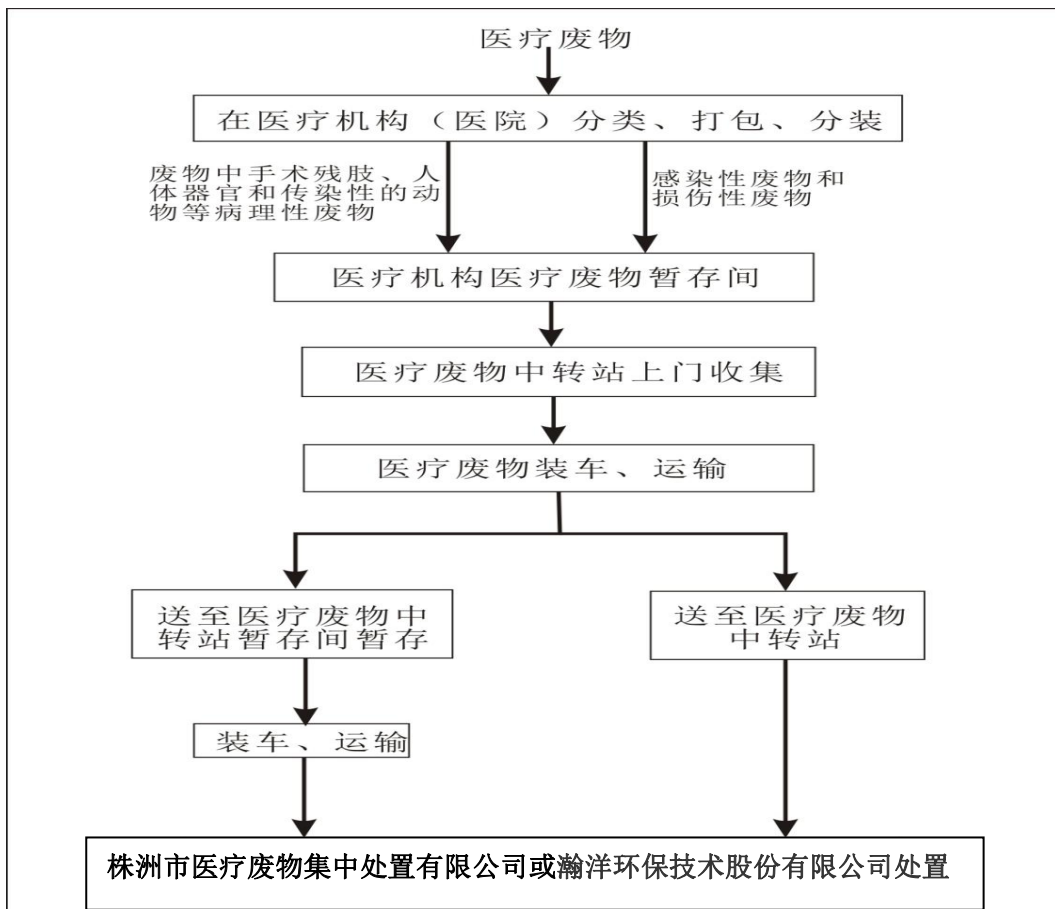 医疗废物
在医疗机构（医院）分类、打包、分装
废物中手术残肢、人
体器官和传染性的动
物等病理性废物
感染性废物和
损伤性废物
医疗机构医疗废物暂存间
医疗废物中转站上门收集
医疗废物装车、运输
送至医疗废物中
转站暂存间暂存
送至医疗废物
中转站
装车、运输
株洲市医疗废物集中处置有限公司或瀚洋环保技术股份有限公司处置